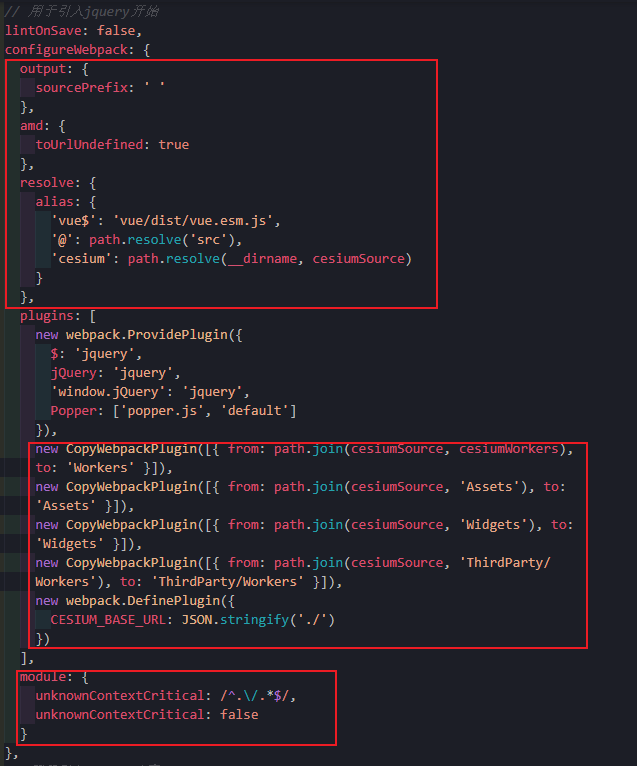 // 用于引入jquery开始
lintOnSave: false,
configureWebpack: {
output: {
sourcePrefix: ' '
},
amd: {
toUrlUndefined: true
},
resolve: {
alias: {
'vue$': 'vue/dist/vue.esm.js',
'@': path.resolve('src'),
'cesium': path.resolve(__dirname, cesiumSource)
}
},
plugins: [
new webpack.ProvidePlugin({
$: 'jquery',
jQuery: 'jquery',
'window.jQuery': 'jquery',
Popper: ['popper.js', 'default']
}),
new CopyWebpackPlugin([{ from: path.join(cesiumSource, cesiumWorkers),
to: 'Workers' }]),
new CopyWebpackPlugin([{ from: path.join(cesiumSource, 'Assets'), to:
'Assets' }]),
new CopyWebpackPlugin([{ from: path.join(cesiumSource, 'Widgets'), to:
'Widgets' }]),
new CopyWebpackPlugin([{ from: path.join(cesiumSource, 'ThirdParty/
Workers'), to: 'ThirdParty/Workers' }]),
new webpack.DefinePlugin({
CESIUM_BASE_URL: JSON.stringify('./')
})
],
module: {
unknownContextCritical: /^.\/.*$/,
unknownContextCritical: false
}
},